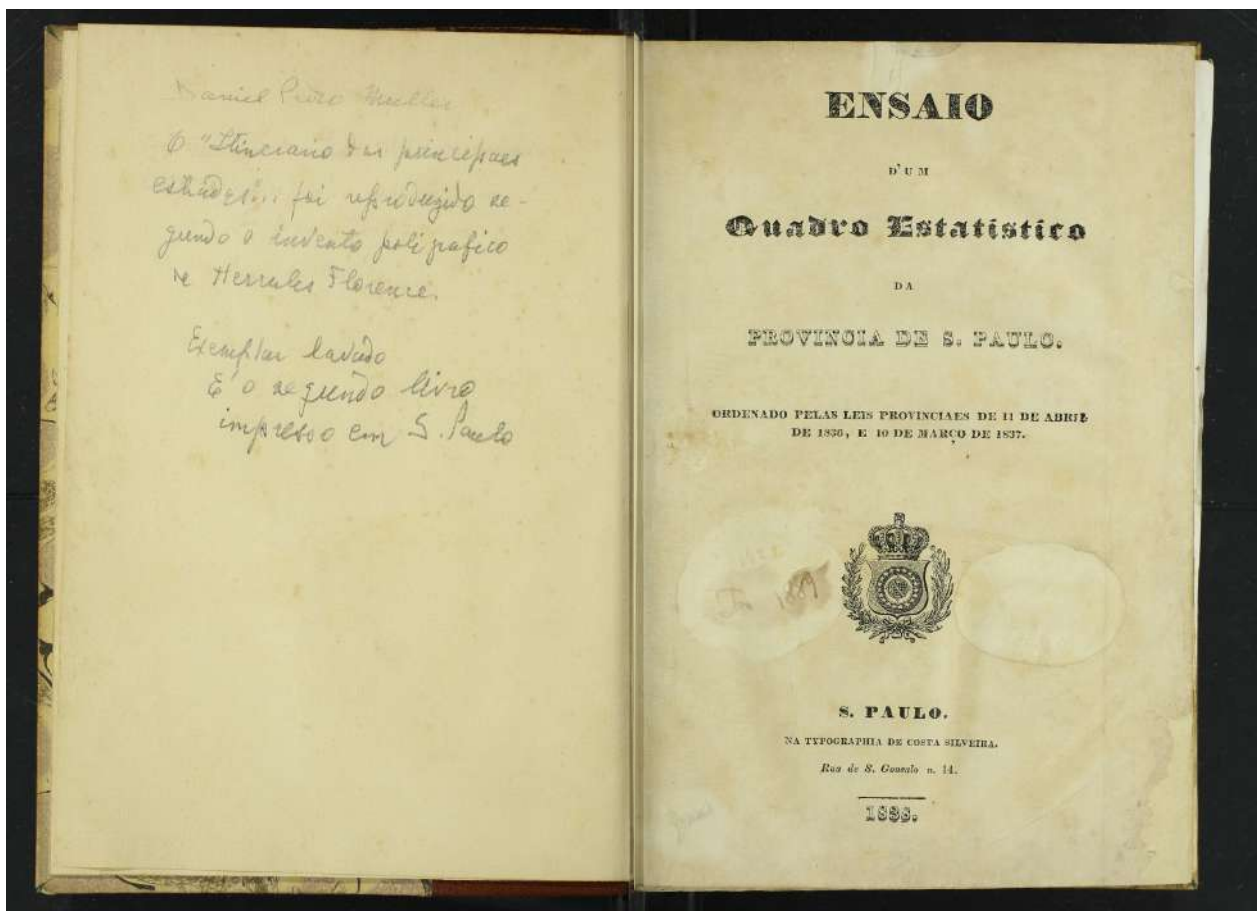 Daniel Pedro Muller
O "Itinerario das principaes
estradas"... foi reproduzido se-
gundo o invento poligrafico
de Hercules Florence.
Exemplar lavado
É o segundo livro
impresso em S. Paulo
ENSAIO
D'UM
Quadro Estatistico
DA
PROVINCIA DE S. PAULO.
ORDENADO PELAS LEIS PROVINCIAES DE 11 DE ABRIL
DE 1836, E 10 DE MARÇO DE 1837.
S. PAULO.
NA TYPOGRAPHIA DE COSTA SILVEIRA.
Rua de S. Gonsalo n. 14.
1838.